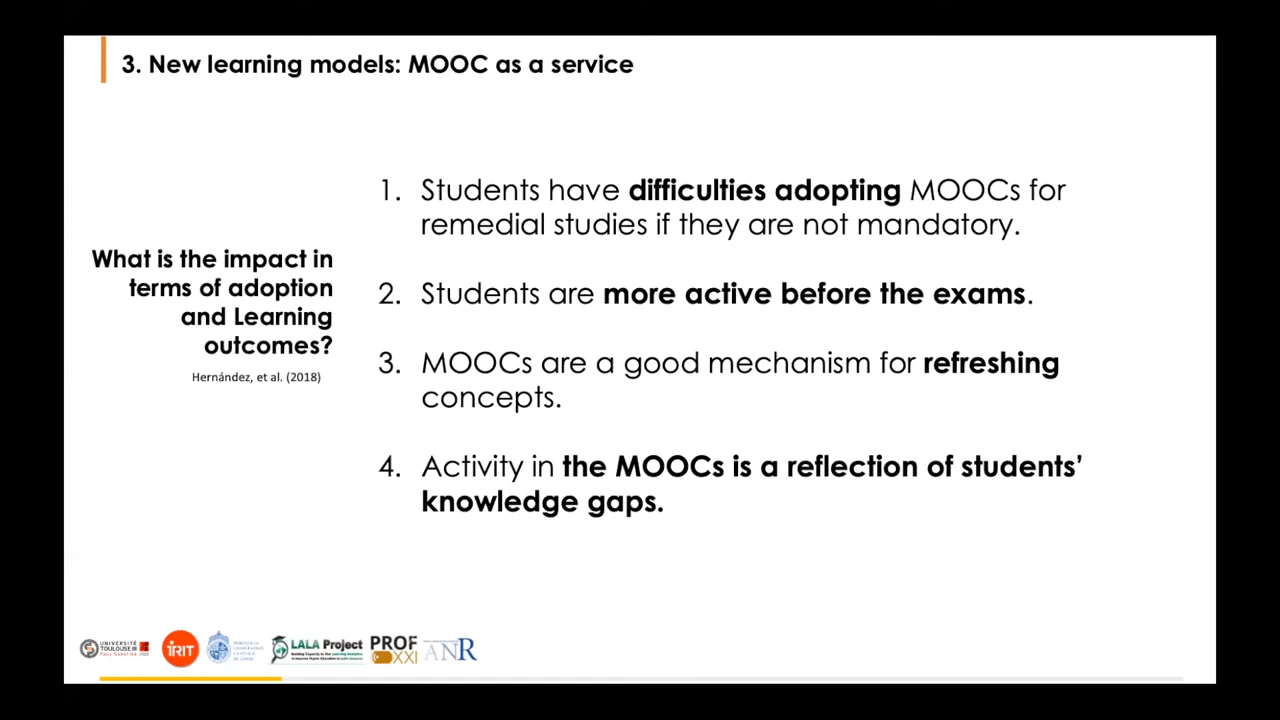 3. New learning models: MOOC as a service
What is the impact in
terms of adoption
and Learning
outcomes?
Hernández, et al. (2018)
1. Students have difficulties adopting MOOCs for
remedial studies if they are not mandatory.
2. Students are more active before the exams.
3. MOOCs are a good mechanism for refreshing
concepts.
4. Activity in the MOOCs is a reflection of students’
knowledge gaps.
UNIVERSITÉ
TOULOUSE III
IRIT
LALA Project
PROF
XXI
ANR